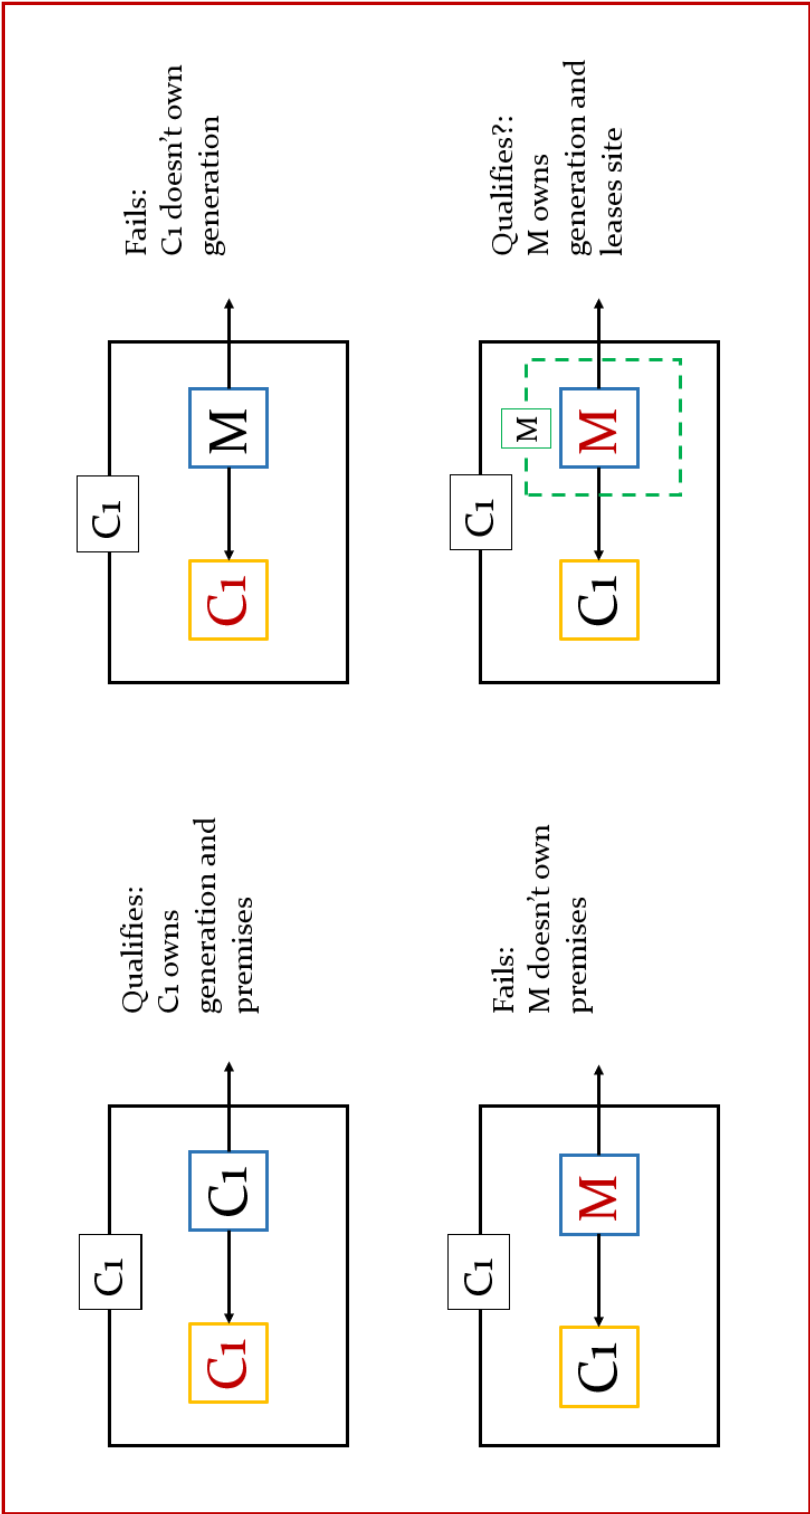 C1
C1
C1
Qualifies:
C1 owns
generation and
premises
C1
C1
M
Fails:
C1 doesn't own
generation
C1
C1
M
Fails:
M doesn't own
premises
C1
M
C1
M
Qualifies?:
M owns
generation and
leases site